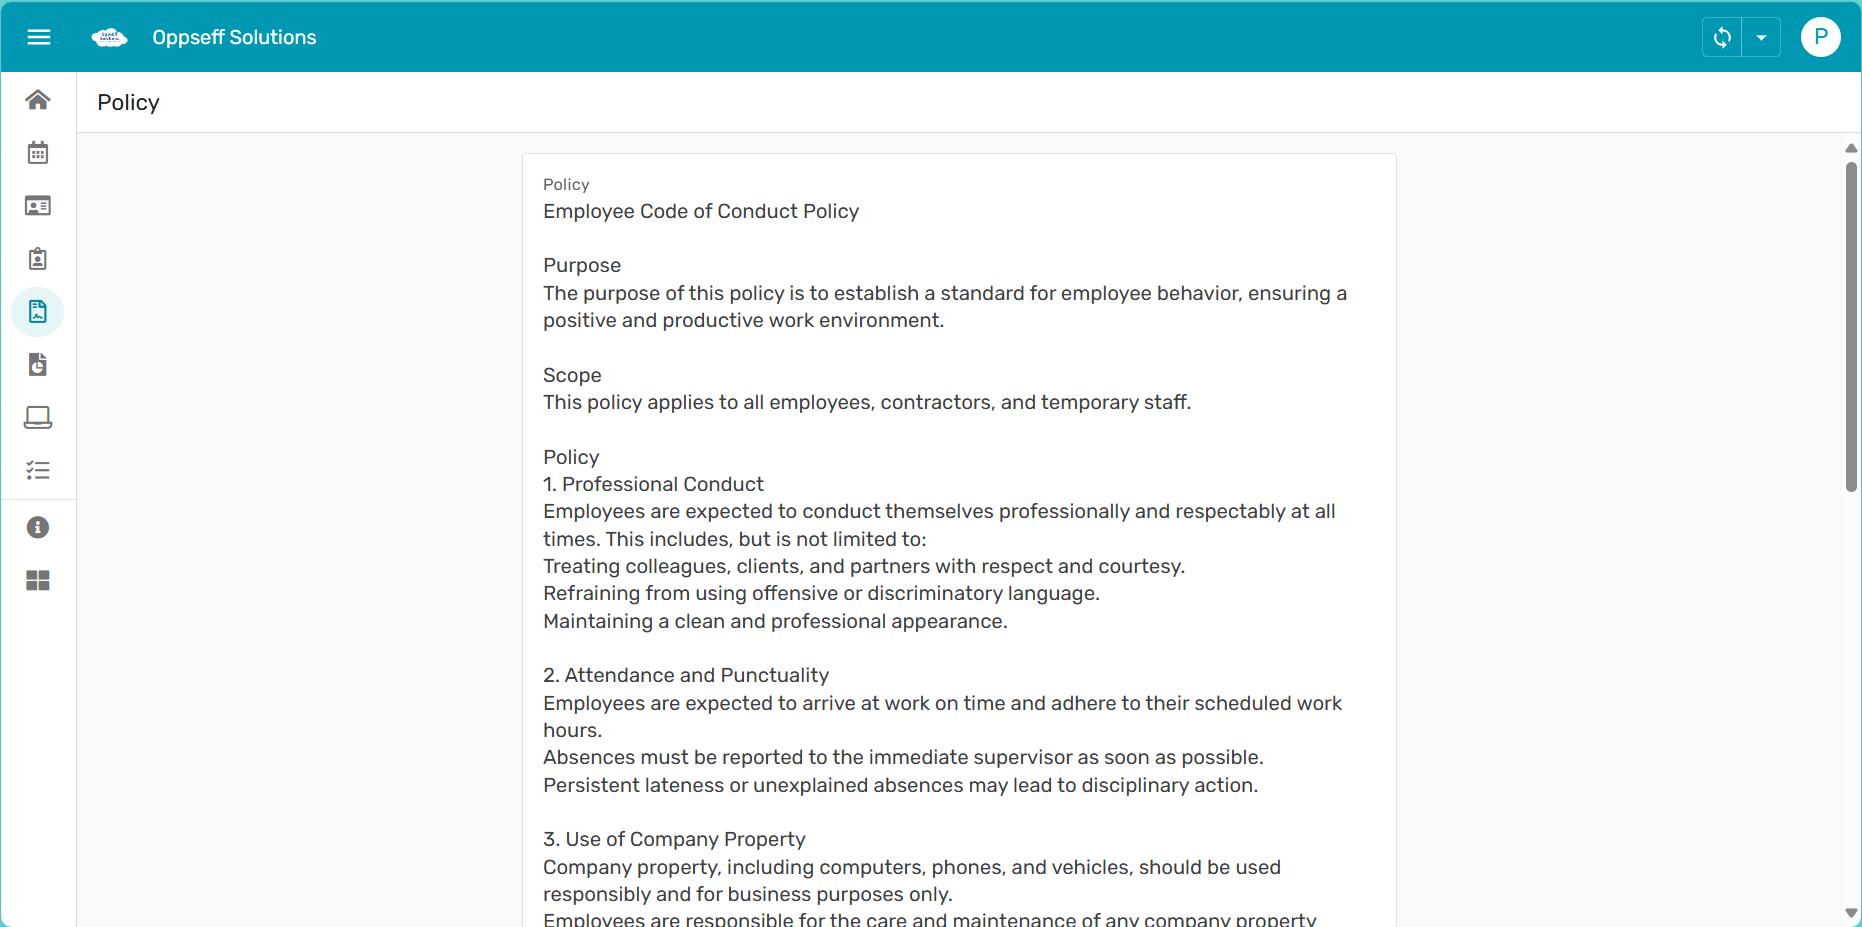 Oppseff Solutions
P
Policy
Policy
Employee Code of Conduct Policy
Purpose
The purpose of this policy is to establish a standard for employee behavior, ensuring a
positive and productive work environment.
Scope
This policy applies to all employees, contractors, and temporary staff.
Policy
1. Professional Conduct
Employees are expected to conduct themselves professionally and respectably at all
times. This includes, but is not limited to:
Treating colleagues, clients, and partners with respect and courtesy.
Refraining from using offensive or discriminatory language.
Maintaining a clean and professional appearance.
2. Attendance and Punctuality
Employees are expected to arrive at work on time and adhere to their scheduled work
hours.
Absences must be reported to the immediate supervisor as soon as possible.
Persistent lateness or unexplained absences may lead to disciplinary action.
3. Use of Company Property
Company property, including computers, phones, and vehicles, should be used
responsibly and for business purposes only.
Employees are responsible for the care and maintenance of any company property